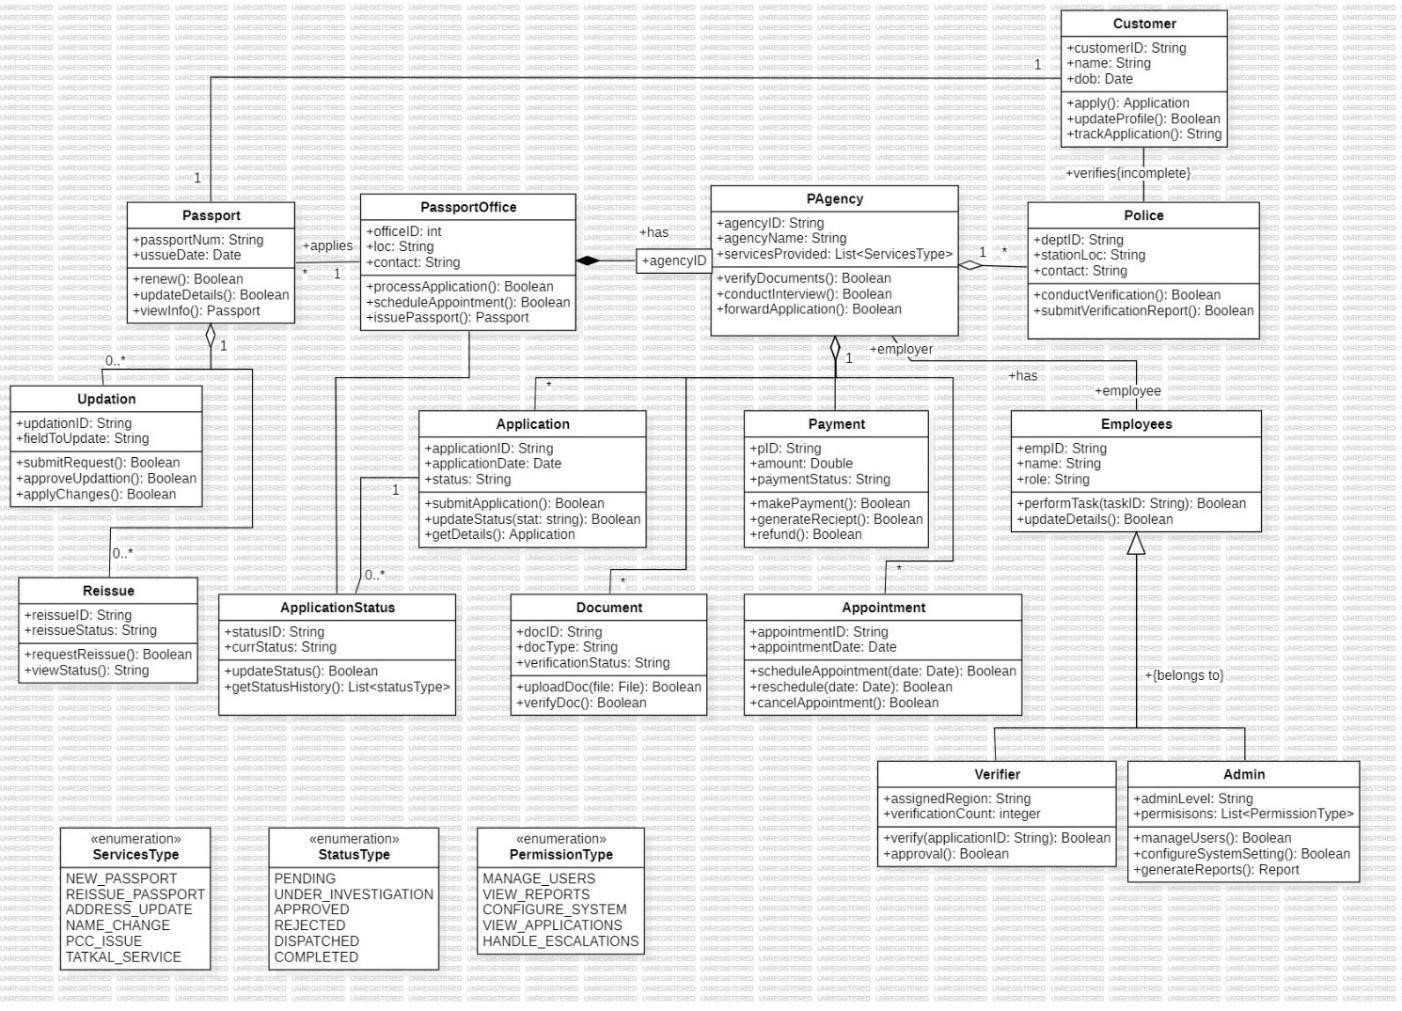 Customer
+customerID: String
+name: String
+dob: Date
+apply(): Application
+updateProfile(): Boolean
+trackApplication(): String
1
1
+verifies{incomplete}
Passport
+passportNum: String
+ussueDate: Date
+renew(): Boolean
+updateDetails(): Boolean
+viewInfo(): Passport
+applies
*
1
PassportOffice
+officeID: int
+loc: String
+contact: String
+processApplication(): Boolean
+scheduleAppointment(): Boolean
+issuePassport(): Passport
+has
+agencyID
PAgency
+agencyID: String
+agencyName: String
+servicesProvided: List<ServicesType>
+verifyDocuments(): Boolean
+conductInterview(): Boolean
+forwardApplication(): Boolean
1
*
Police
+deptID: String
+stationLoc: String
+contact: String
+conductVerification(): Boolean
+submitVerificationReport(): Boolean
1
0..*
1
+employer
+has
+employee
Updation
+updationID: String
+fieldToUpdate: String
+submitRequest(): Boolean
+approveUpdattion(): Boolean
+applyChanges(): Boolean
*
Application
+applicationID: String
+applicationDate: Date
+status: String
+submitApplication(): Boolean
+updateStatus(stat: string): Boolean
+getDetails(): Application
Payment
+pID: String
+amount: Double
+paymentStatus: String
+makePayment(): Boolean
+generateReciept(): Boolean
+refund(): Boolean
Employees
+empID: String
+name: String
+role: String
+performTask(taskID: String): Boolean
+updateDetails(): Boolean
1
0..*
0..*
*
*
Reissue
+reissueID: String
+reissueStatus: String
+requestReissue(): Boolean
+viewStatus(): String
ApplicationStatus
+statusID: String
+currStatus: String
+updateStatus(): Boolean
+getStatusHistory(): List<statusType>
Document
+docID: String
+docType: String
+verificationStatus: String
+uploadDoc(file: File): Boolean
+verifyDoc(): Boolean
Appointment
+appointmentID: String
+appointmentDate: Date
+scheduleAppointment(date: Date): Boolean
+reschedule(date: Date): Boolean
+cancelAppointment(): Boolean
+{belongs to}
Verifier
+assignedRegion: String
+verificationCount: integer
+verify(applicationID: String): Boolean
+approval(): Boolean
Admin
+adminLevel: String
+permisisons: List<PermissionType>
+manageUsers(): Boolean
+configureSystemSetting(): Boolean
+generateReports(): Report
«enumeration»
ServicesType
NEW_PASSPORT
REISSUE_PASSPORT
ADDRESS_UPDATE
NAME_CHANGE
PCC_ISSUE
TATKAL_SERVICE
«enumeration»
StatusType
PENDING
UNDER_INVESTIGATION
APPROVED
REJECTED
DISPATCHED
COMPLETED
«enumeration»
PermissionType
MANAGE_USERS
VIEW_REPORTS
CONFIGURE_SYSTEM
VIEW_APPLICATIONS
HANDLE_ESCALATIONS
UNREGISTERED